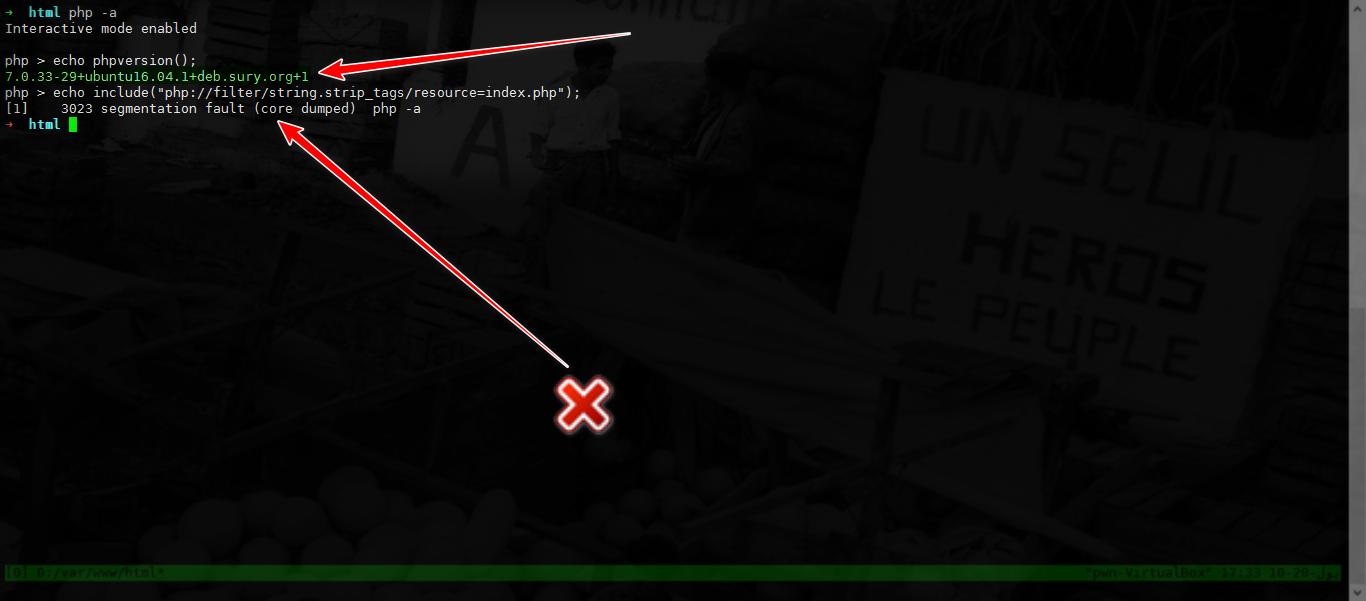 ➜  html php -a
Interactive mode enabled
php > echo phpversion();
7.0.33-29+ubuntu16.04.1+deb.sury.org+1
php > echo include("php://filter/string.strip_tags/resource=index.php");
[1]    3023 segmentation fault (core dumped)  php -a
➜  html
A
UN SEUL
HEROS
LE PEUPLE
[0] 0:/var/www/html*
"pwn-VirtualBox" 17:33 10-20-يول